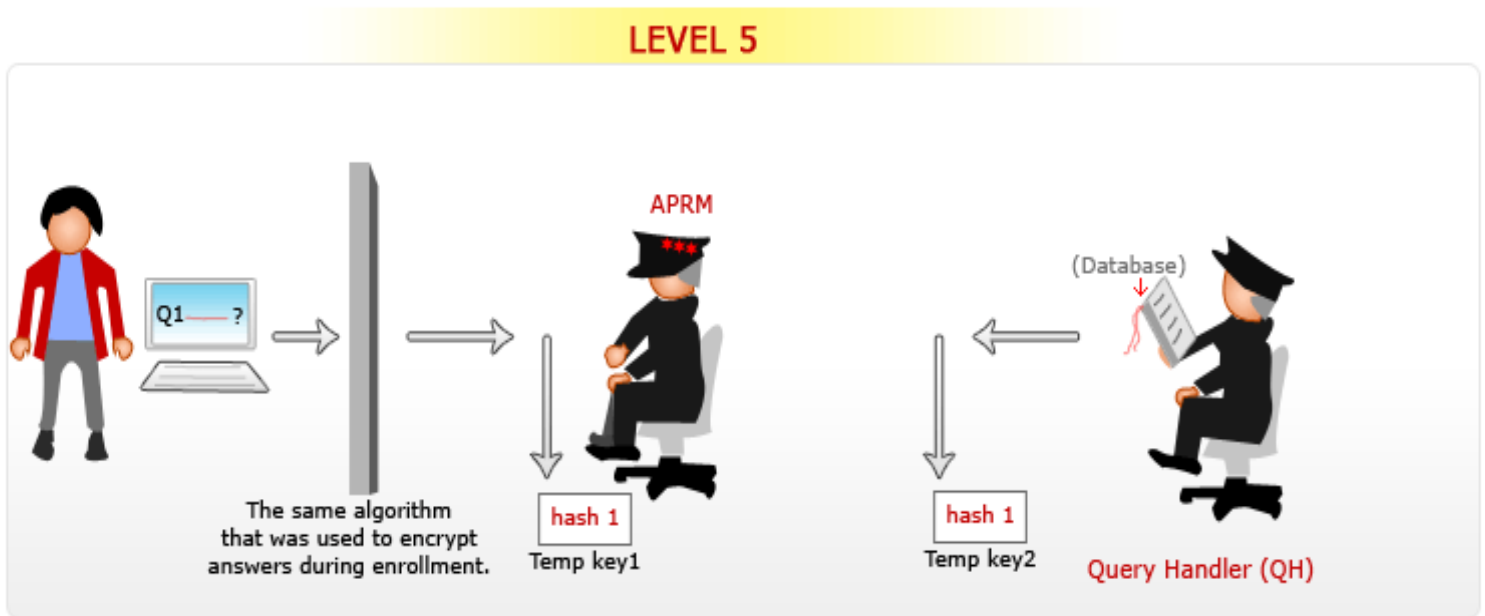 LEVEL 5
APRM
(Database)
Q1 ?
hash 1
hash 1
The same algorithm
that was used to encrypt
answers during enrollment.
Temp key1
Temp key2
Query Handler (QH)